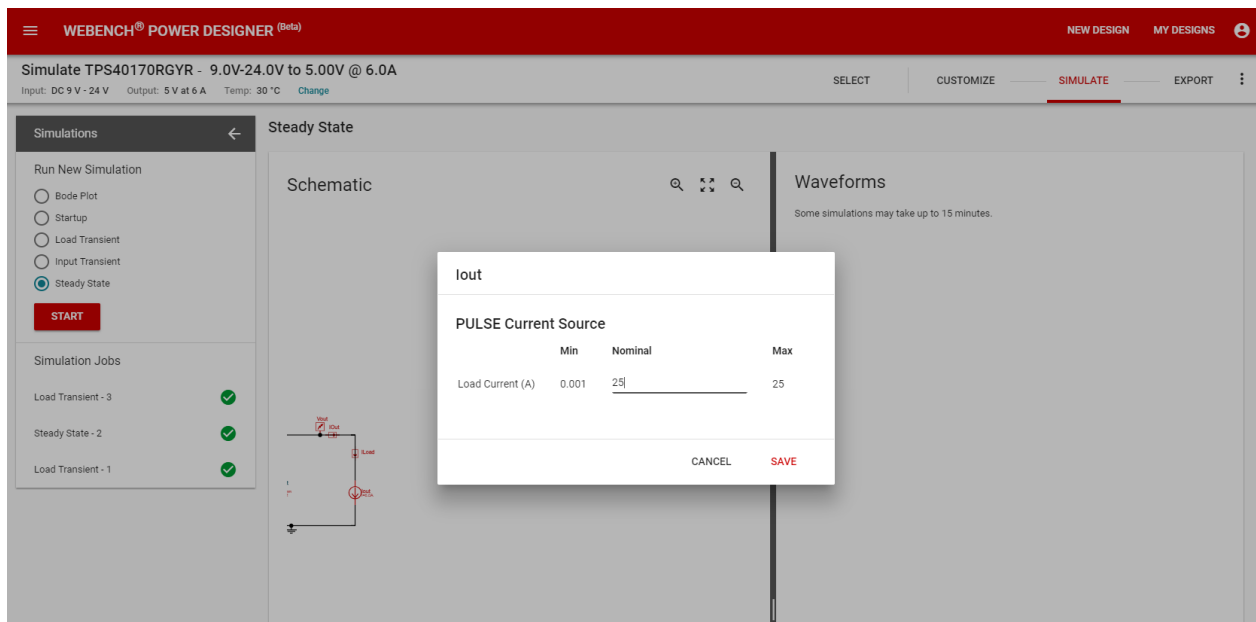 WEBENCH® POWER DESIGNER (Beta)
NEW DESIGN MY DESIGNS
Simulate TPS40170RGYR - 9.0V-24.0V to 5.00V @ 6.0A
Input: DC 9 V - 24 V Output: 5 V at 6 A Temp: 30 °C Change
SELECT CUSTOMIZE SIMULATE EXPORT
Simulations
Run New Simulation
Bode Plot
Startup
Load Transient
Input Transient
Steady State
START
Simulation Jobs
Load Transient - 3
Steady State - 2
Load Transient - 1
Steady State
Schematic
Vout
IOut
ILoad
Iout
Waveforms
Some simulations may take up to 15 minutes.
Iout
PULSE Current Source
Min Nominal Max
Load Current (A) 0.001 25 25
CANCEL SAVE